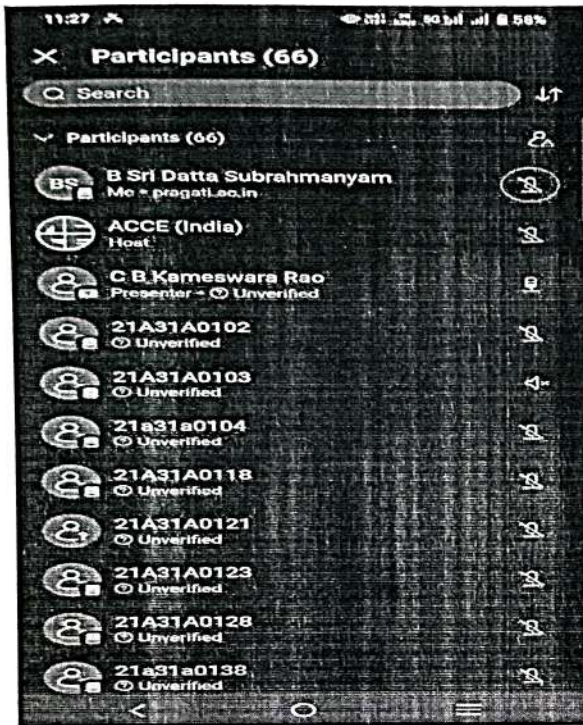 11:27
5G 58%
Participants (66)
Search
Participants (66)
BS
B Sri Datta Subrahmanyam
Me • pragati.ac.in
ACCE (India)
Host
C B Kameswara Rao
Presenter • Unverified
21A31A0102
Unverified
21A31A0103
Unverified
21a31a0104
Unverified
21A31A0118
Unverified
21A31A0121
Unverified
21A31A0123
Unverified
21A31A0128
Unverified
21a31a0138
Unverified